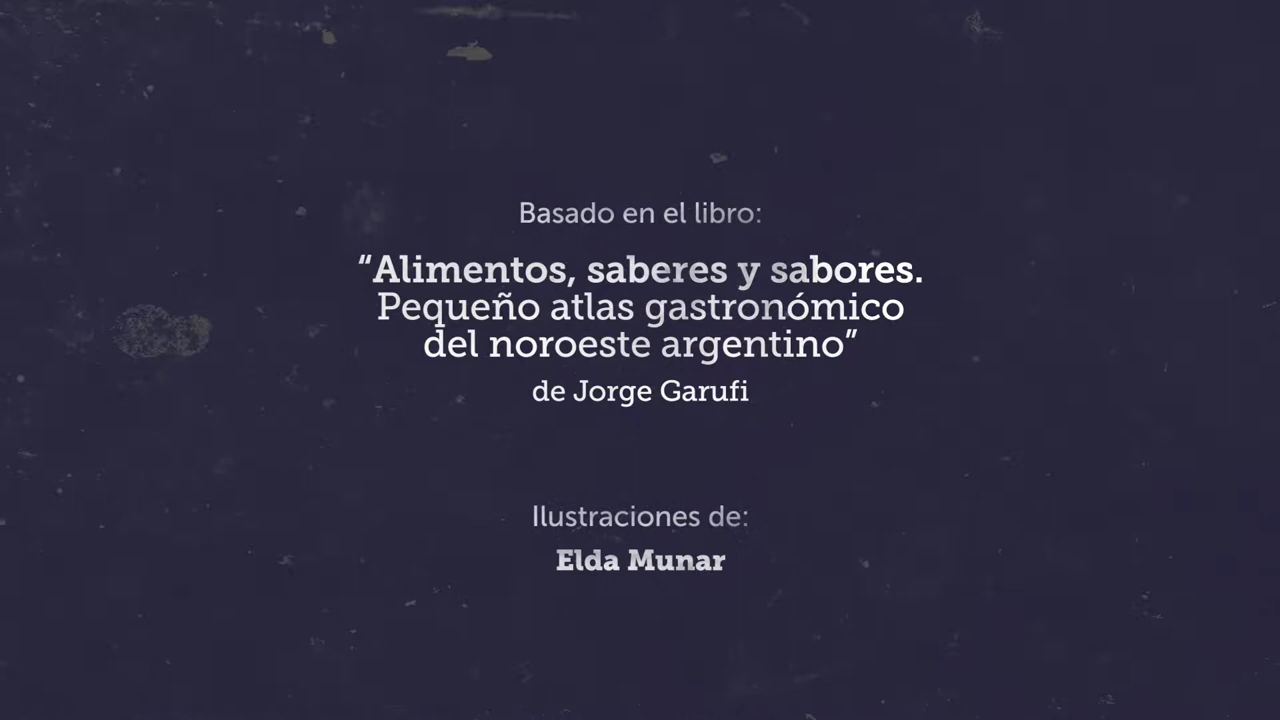 Basado en el libro:
“Alimentos, saberes y sabores.
Pequeño atlas gastronómico
del noroeste argentino”
de Jorge Garufi
Ilustraciones de:
Elda Munar